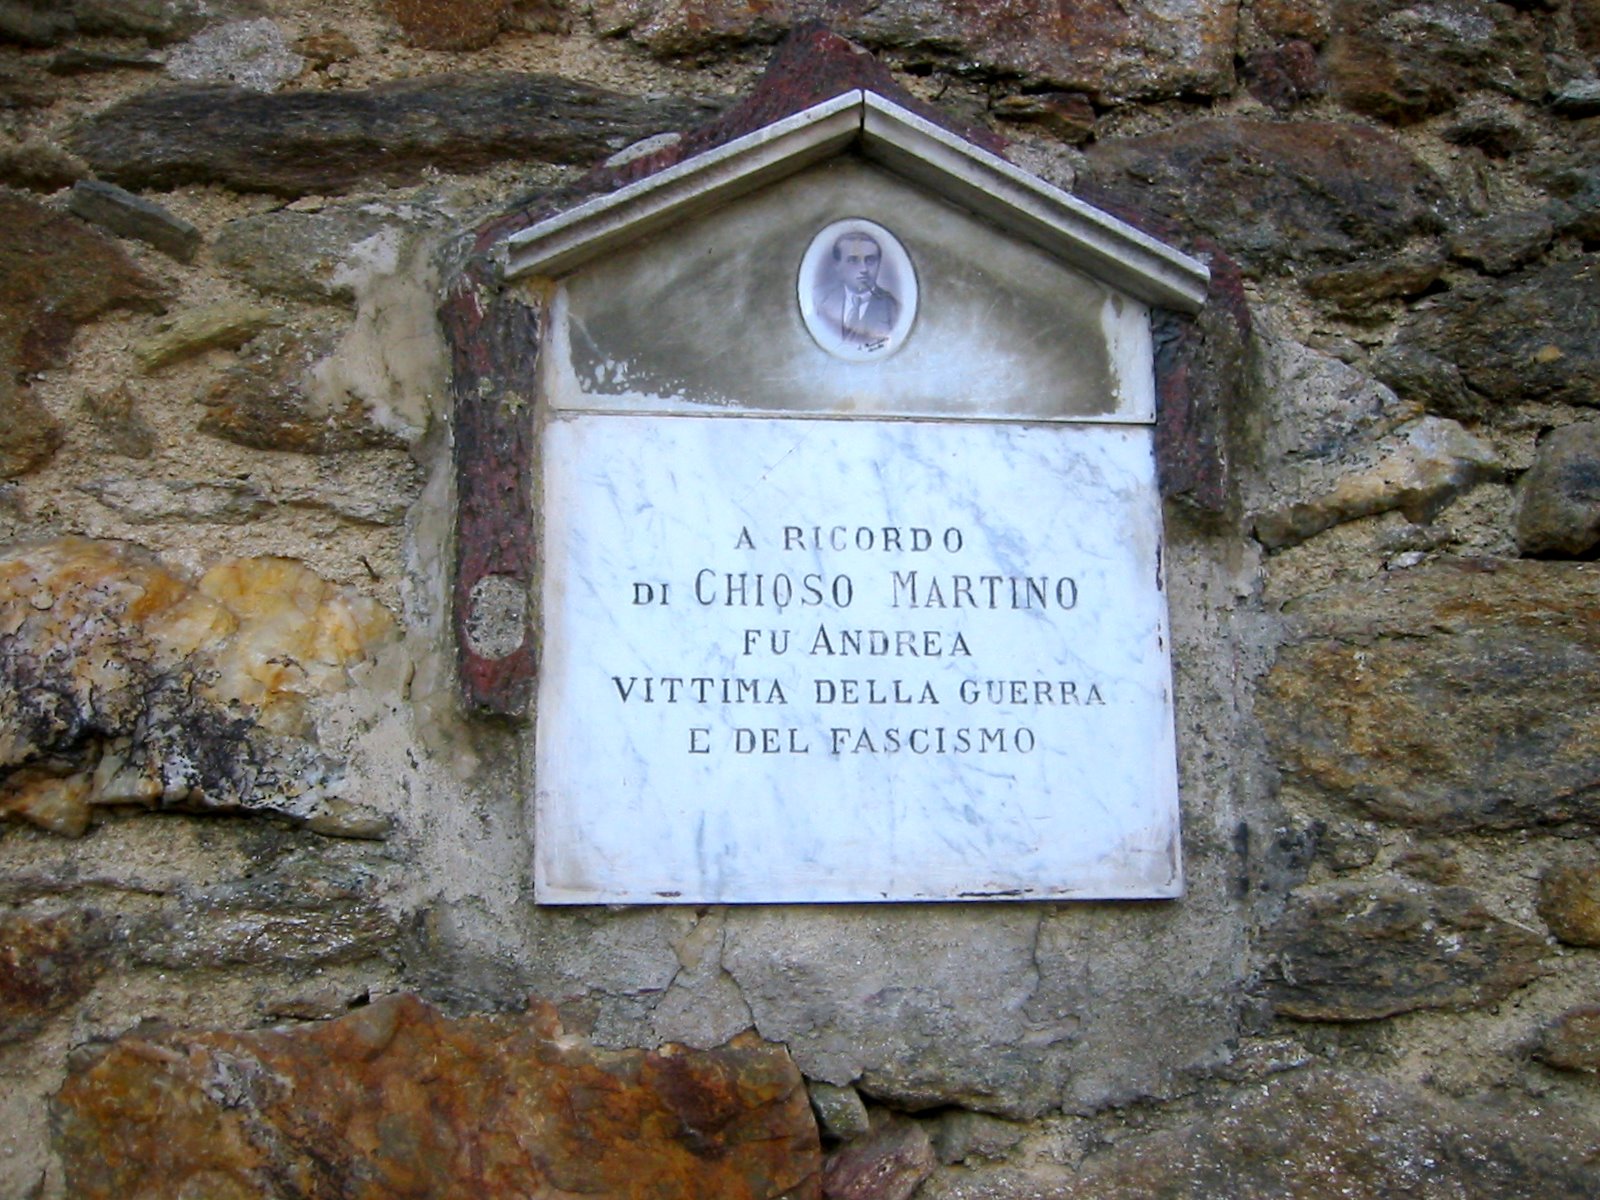 A RICORDO
DI CHIOSO MARTINO
FU ANDREA
VITTIMA DELLA GUERRA
E DEL FASCISMO